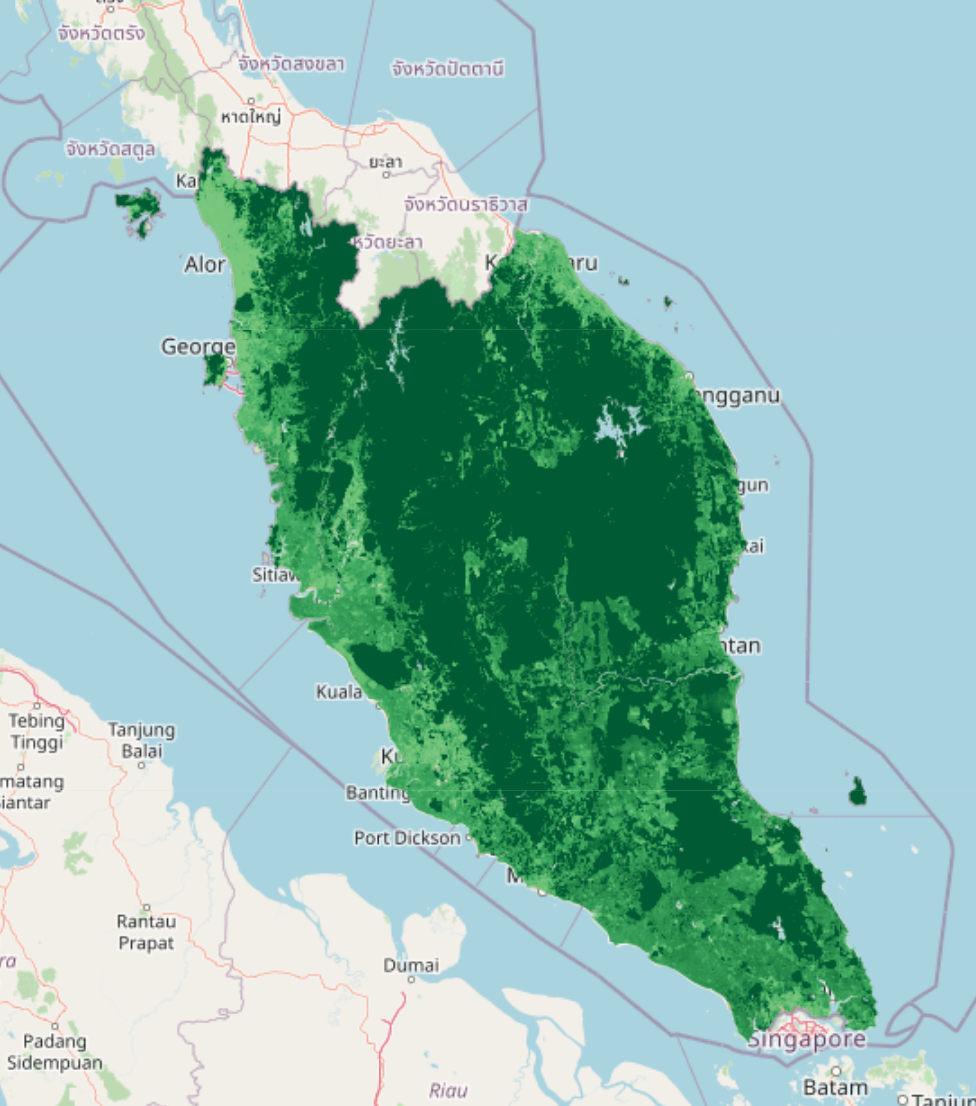 จังหวัดตรัง
จังหวัดสงขลา
จังหวัดปัตตานี
หาดใหญ่
จังหวัดสตูล
ยะลา
Ka
จังหวัดนราธิวาส
หวัดยะลา
Alor
K
aru
George
ngganu
gun
kai
Sitiaw
ntan
Kuala
Tebing
Tinggi
Tanjung
Balai
Ku
matang
Siantar
Banting
Port Dickson
M
Rantau
Prapat
ra
Dumai
Padang
Sidempuan
Singapore
Batam
Riau
Tanjun